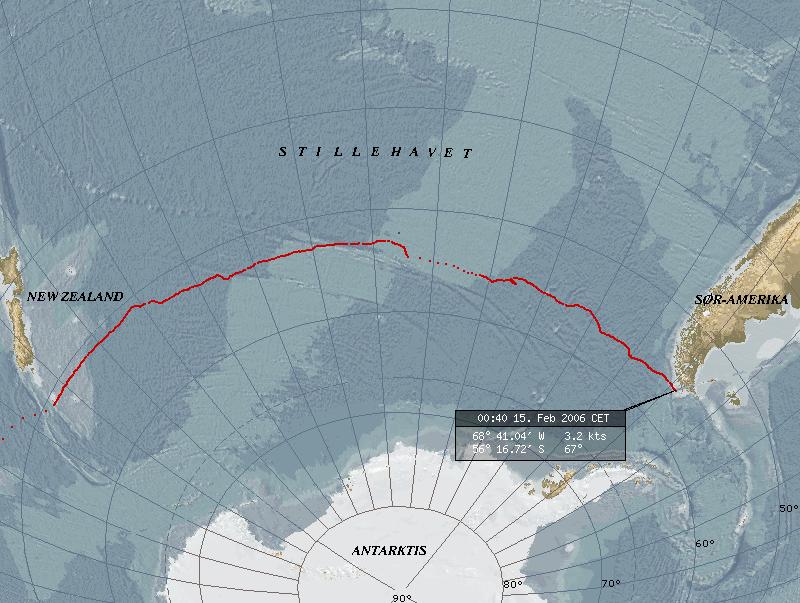 STILLEHAVET
NEW ZEALAND
SØR-AMERIKA
00:40 15. Feb 2006 CET
68° 41.04' W 3.2 kts
56° 16.72' S 67°
50°
60°
ANTARKTIS
80°
70°
90°